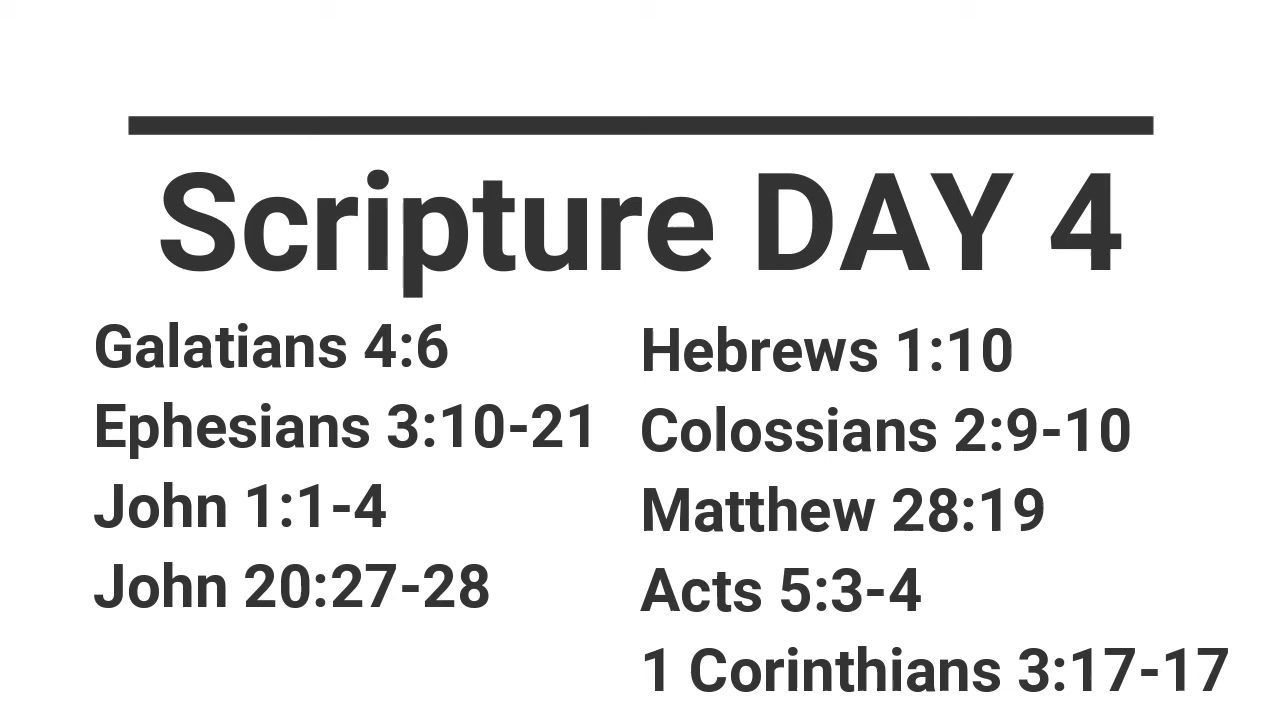 Scripture DAY 4
Galatians 4:6
Ephesians 3:10-21
John 1:1-4
John 20:27-28
Hebrews 1:10
Colossians 2:9-10
Matthew 28:19
Acts 5:3-4
1 Corinthians 3:17-17